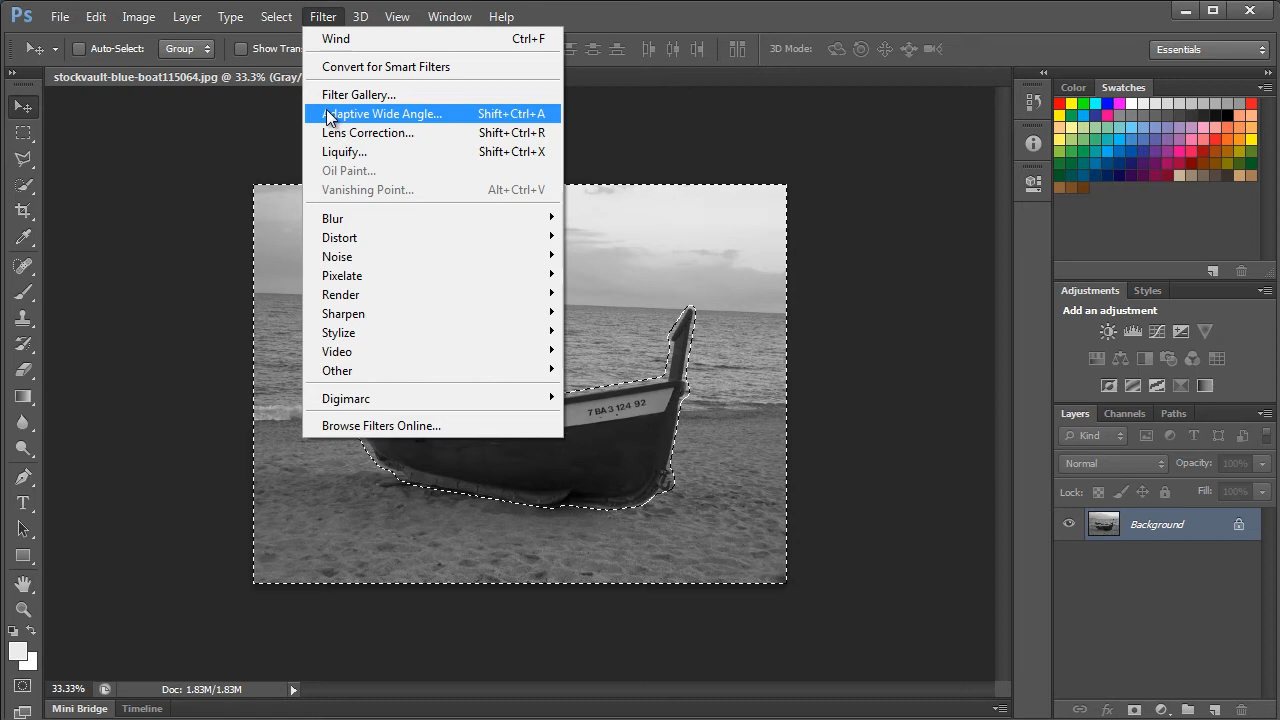 Ps File Edit Image Layer Type Select Filter 3D View Window Help
Auto-Select: Group Show Tran 3D Mode: Essentials
stockvault-blue-boat115064.jpg @ 33.3% (Gray/
Wind Ctrl+F
Convert for Smart Filters
Filter Gallery...
Adaptive Wide Angle... Shift+Ctrl+A
Lens Correction... Shift+Ctrl+R
Liquify... Shift+Ctrl+X
Oil Paint...
Vanishing Point... Alt+Ctrl+V
Blur
Distort
Noise
Pixelate
Render
Sharpen
Stylize
Video
Other
Digimarc
Browse Filters Online...
7 BA 3 124 92
Color Swatches
Adjustments Styles
Add an adjustment
Layers Channels Paths
Kind
Normal Opacity: 100%
Lock: Fill: 100%
Background
33.33% Doc: 1.83M/1.83M
Mini Bridge Timeline